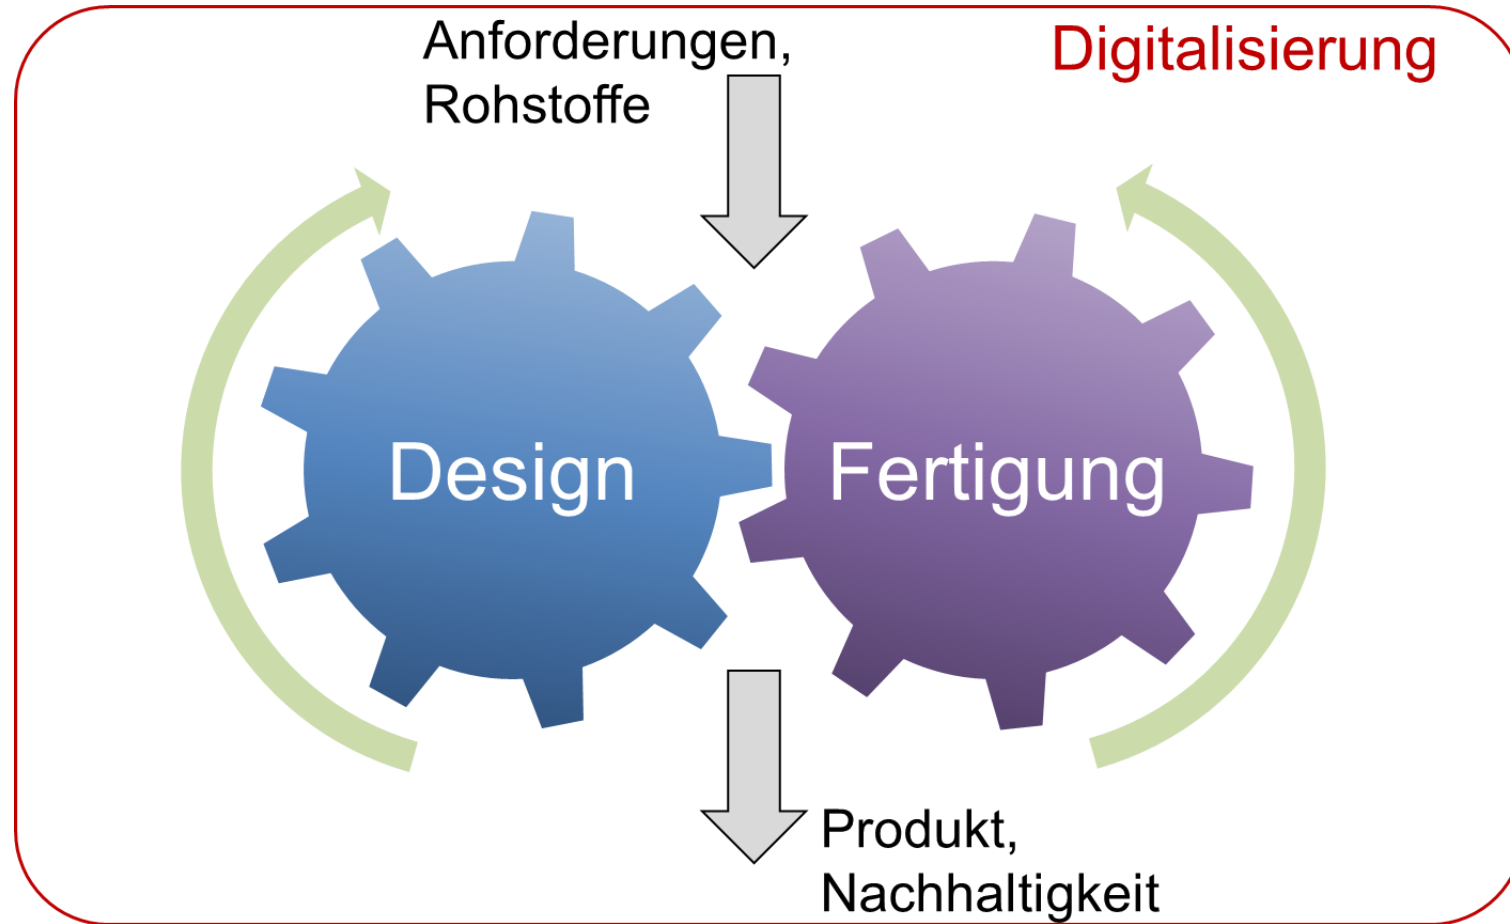 Anforderungen,
Rohstoffe
Digitalisierung
Design
Fertigung
Produkt,
Nachhaltigkeit